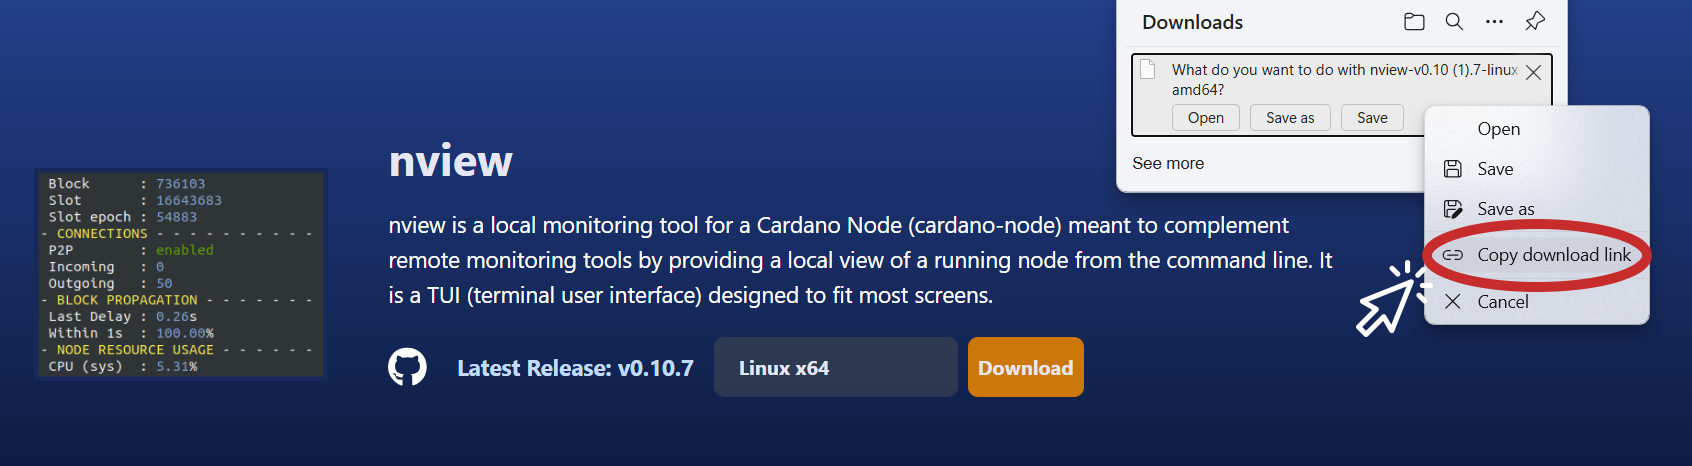 Downloads
What do you want to do with nview-v0.10 (1).7-linux
amd64?
Open Save as Save
See more
Open
Save
Save as
Copy download link
Cancel
Block : 736103
Slot : 16643683
Slot epoch : 54883
- CONNECTIONS - - - - - - - - - -
P2P : enabled
Incoming : 0
Outgoing : 50
- BLOCK PROPAGATION - - - - - - -
Last Delay : 0.26s
Within 1s : 100.00%
- NODE RESOURCE USAGE - - - - - -
CPU (sys) : 5.31%
nview
nview is a local monitoring tool for a Cardano Node (cardano-node) meant to complement
remote monitoring tools by providing a local view of a running node from the command line. It
is a TUI (terminal user interface) designed to fit most screens.
Latest Release: v0.10.7 Linux x64 Download